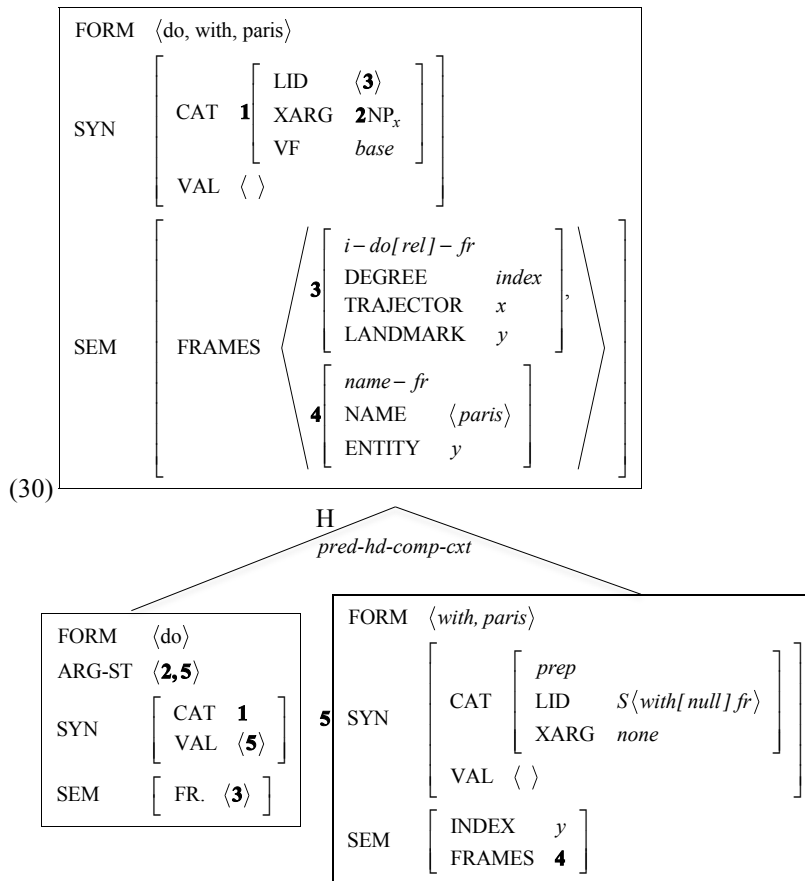 FORM ⟨do, with, paris⟩
SYN
CAT 1
LID ⟨3⟩
XARG 2NPx
VF base
VAL ⟨ ⟩
SEM
FRAMES
3
i – do[rel] – fr
DEGREE index
TRAJECTOR x
LANDMARK y
,
4
name – fr
NAME ⟨paris⟩
ENTITY y
(30)
H
pred-hd-comp-cxt
FORM ⟨do⟩
ARG-ST ⟨2, 5⟩
SYN
CAT 1
VAL ⟨5⟩
SEM
FR. ⟨3⟩
5
FORM ⟨with, paris⟩
SYN
CAT
prep
LID S⟨with[null] fr⟩
XARG none
VAL ⟨ ⟩
SEM
INDEX y
FRAMES 4